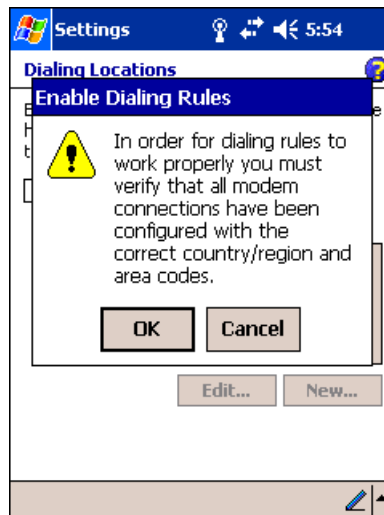 Settings 5:54
Dialing Locations
Enable Dialing Rules
In order for dialing rules to
work properly you must
verify that all modem
connections have been
configured with the
correct country/region and
area codes.
OK Cancel
Edit... New...